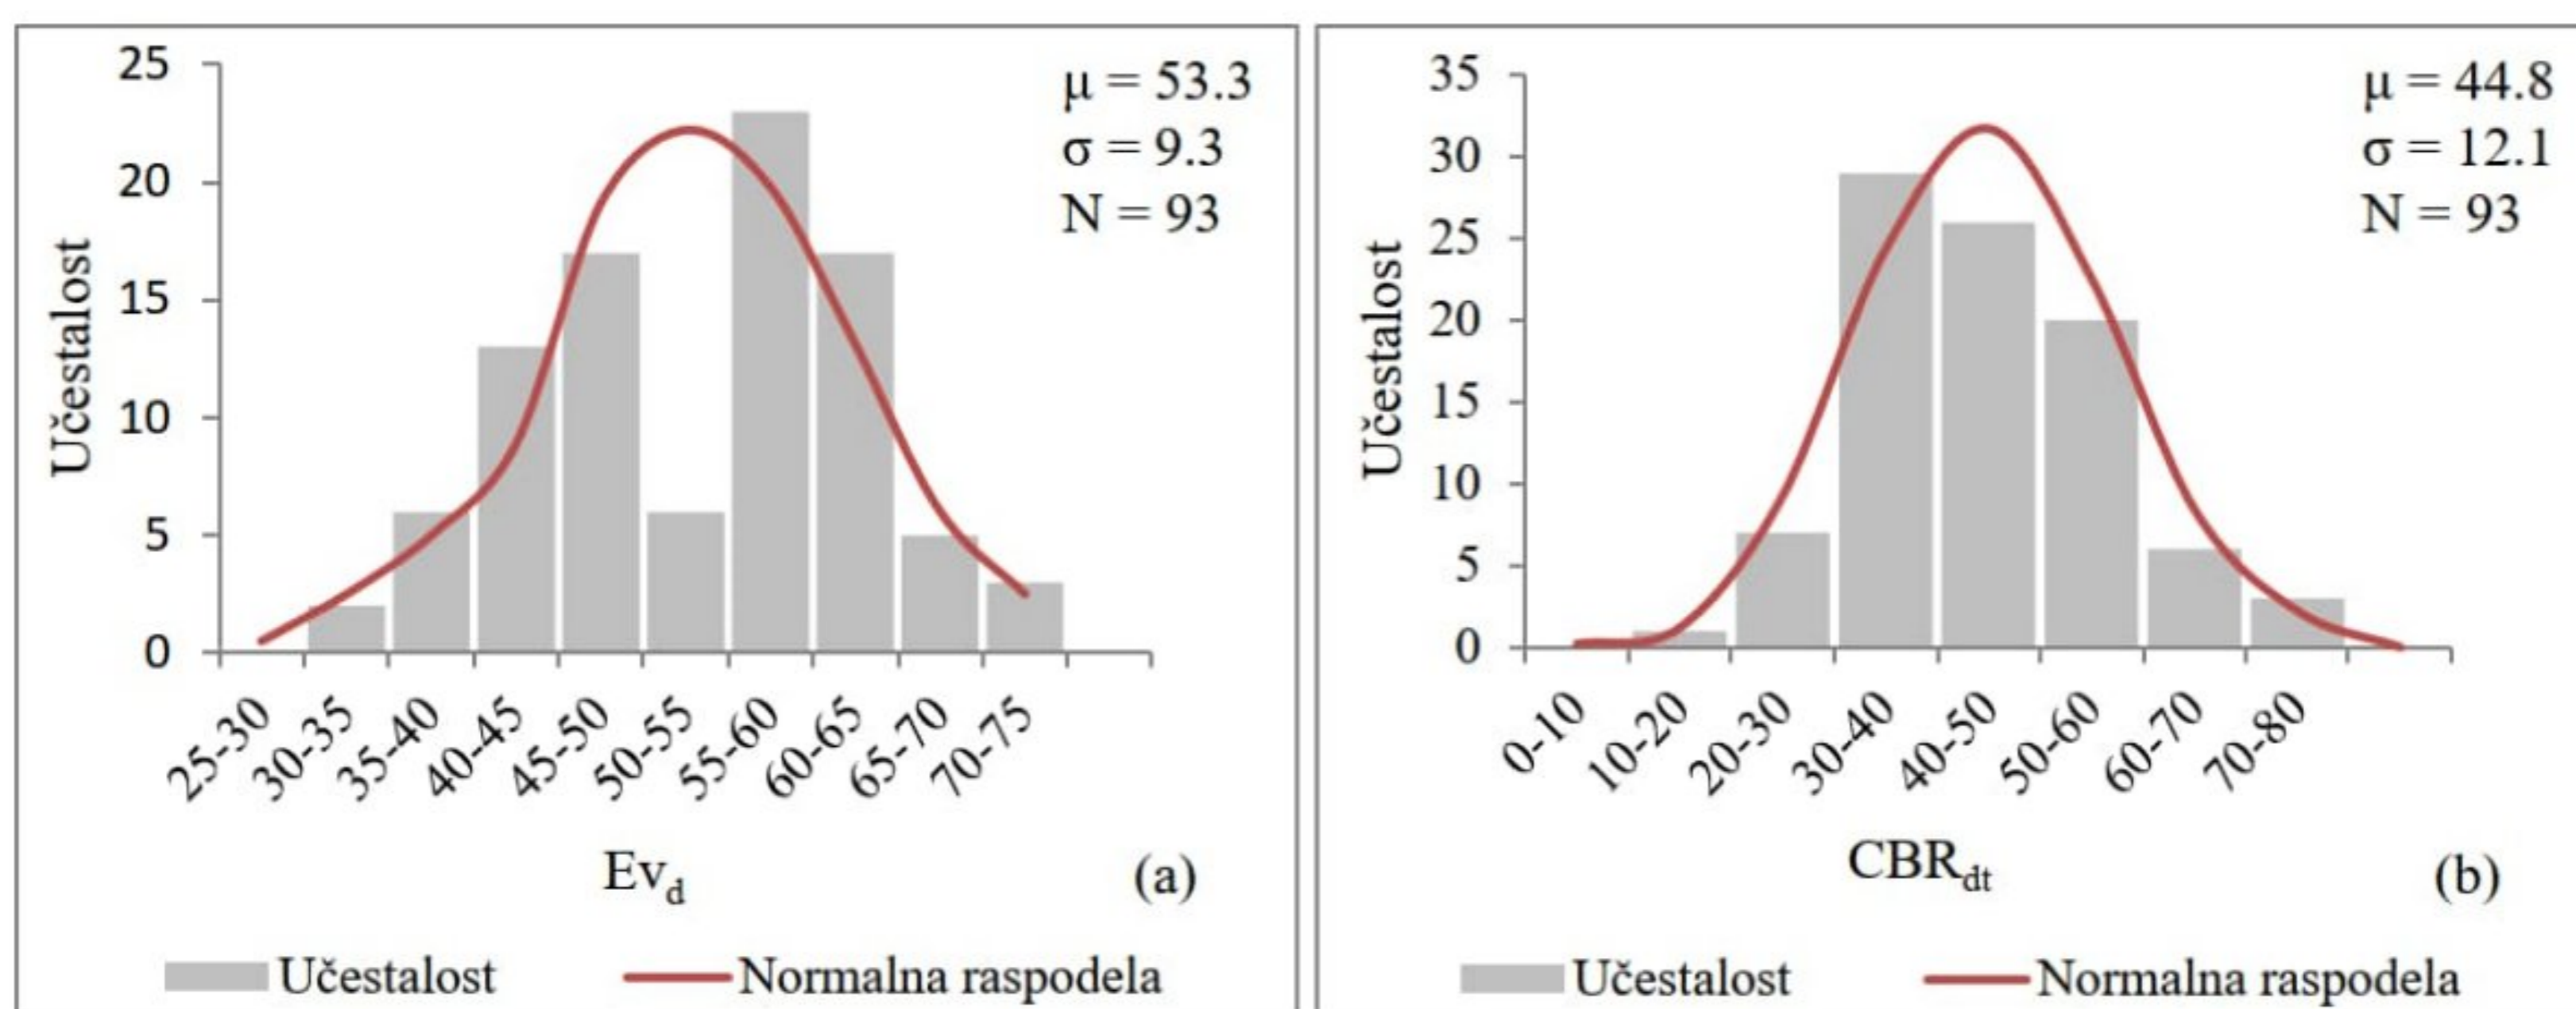 25
20
15
10
5
0
Učestalost
μ = 53.3
σ = 9.3
N = 93
25-30
30-35
35-40
40-45
45-50
50-55
55-60
60-65
65-70
70-75
Evd
(a)
Učestalost
Normalna raspodela
35
30
25
20
15
10
5
0
Učestalost
μ = 44.8
σ = 12.1
N = 93
0-10
10-20
20-30
30-40
40-50
50-60
60-70
70-80
CBRdt
(b)
Učestalost
Normalna raspodela